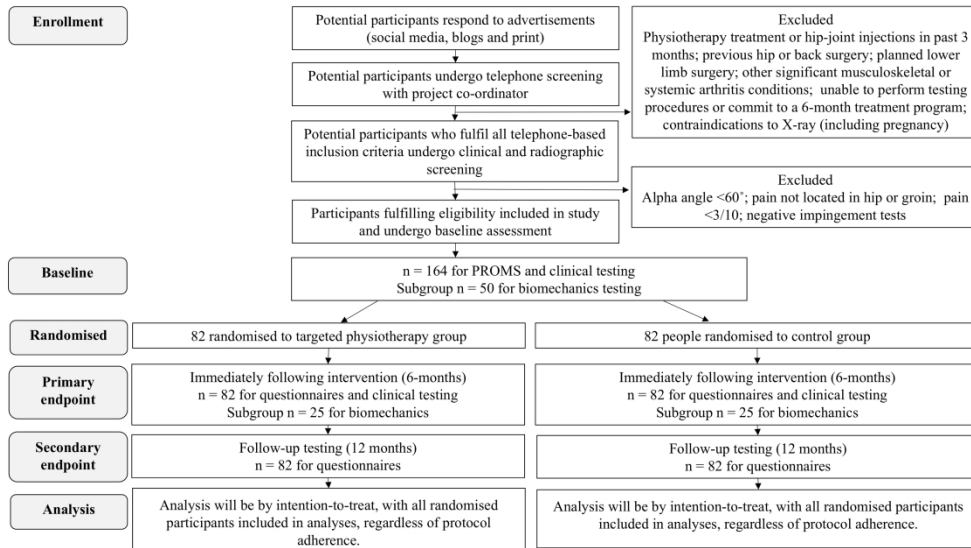 Enrollment
Potential participants respond to advertisements
(social media, blogs and print)
Potential participants undergo telephone screening
with project co-ordinator
Excluded
Physiotherapy treatment or hip-joint injections in past 3
months; previous hip or back surgery; planned lower
limb surgery; other significant musculoskeletal or
systemic arthritis conditions; unable to perform testing
procedures or commit to a 6-month treatment program;
contraindications to X-ray (including pregnancy)
Potential participants who fulfil all telephone-based
inclusion criteria undergo clinical and radiographic
screening
Excluded
Alpha angle <60˚; pain not located in hip or groin; pain
<3/10; negative impingement tests
Participants fulfilling eligibility included in study
and undergo baseline assessment
Baseline
n = 164 for PROMS and clinical testing
Subgroup n = 50 for biomechanics testing
Randomised
82 randomised to targeted physiotherapy group
82 people randomised to control group
Primary
endpoint
Immediately following intervention (6-months)
n = 82 for questionnaires and clinical testing
Subgroup n = 25 for biomechanics
Immediately following intervention (6-months)
n = 82 for questionnaires and clinical testing
Subgroup n = 25 for biomechanics
Secondary
endpoint
Follow-up testing (12 months)
n = 82 for questionnaires
Follow-up testing (12 months)
n = 82 for questionnaires
Analysis
Analysis will be by intention-to-treat, with all randomised
participants included in analyses, regardless of protocol
adherence.
Analysis will be by intention-to-treat, with all randomised participants
included in analyses, regardless of protocol adherence.